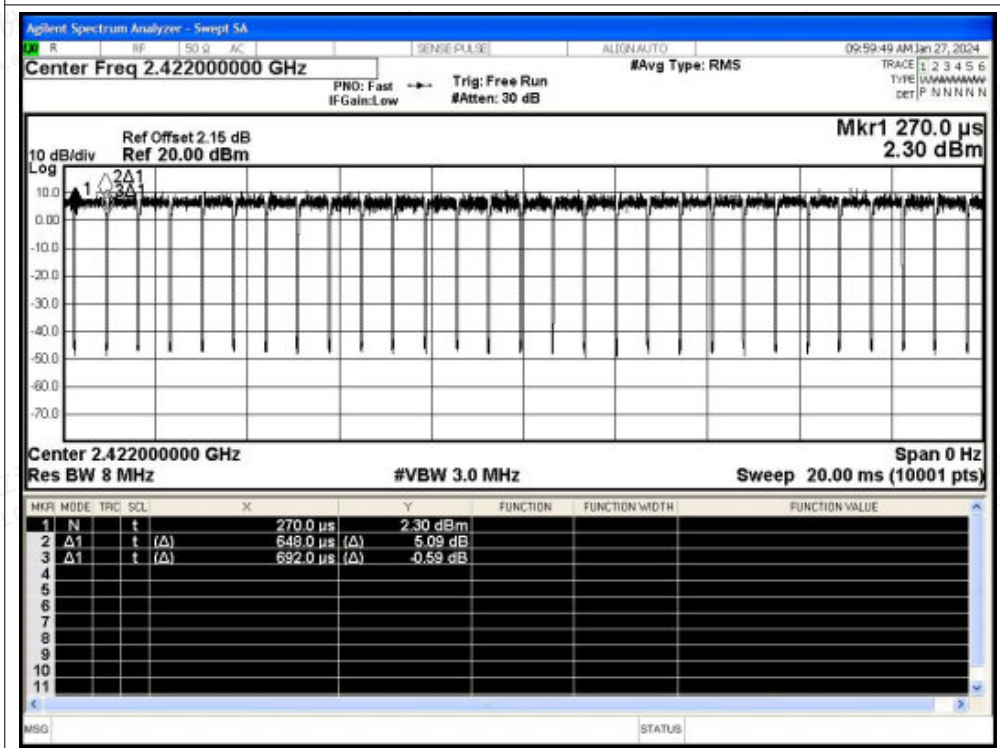 Agilent Spectrum Analyzer - Swept SA
LXI R RF 50 Ω AC SENSE:PULSE ALIGN AUTO 09:59:49 AM Jan 27, 2024
Center Freq 2.422000000 GHz #Avg Type: RMS TRACE 1 2 3 4 5 6
PNO: Fast Trig: Free Run TYPE
IFGain:Low #Atten: 30 dB DET P N N N N N
Mkr1 270.0 µs
Ref Offset 2.15 dB
10 dB/div Ref 20.00 dBm 2.30 dBm
Log
2Δ1
10.0 1 3Δ1
0.00
-10.0
-20.0
-30.0
-40.0
-50.0
-60.0
-70.0
Center 2.422000000 GHz Span 0 Hz
Res BW 8 MHz #VBW 3.0 MHz Sweep 20.00 ms (10001 pts)
MKR MODE TRC SCL X Y FUNCTION FUNCTION WIDTH FUNCTION VALUE
1 N t 270.0 µs 2.30 dBm
2 Δ1 t (Δ) 648.0 µs (Δ) 5.09 dB
3 Δ1 t (Δ) 692.0 µs (Δ) -0.59 dB
4
5
6
7
8
9
10
11
MSG STATUS